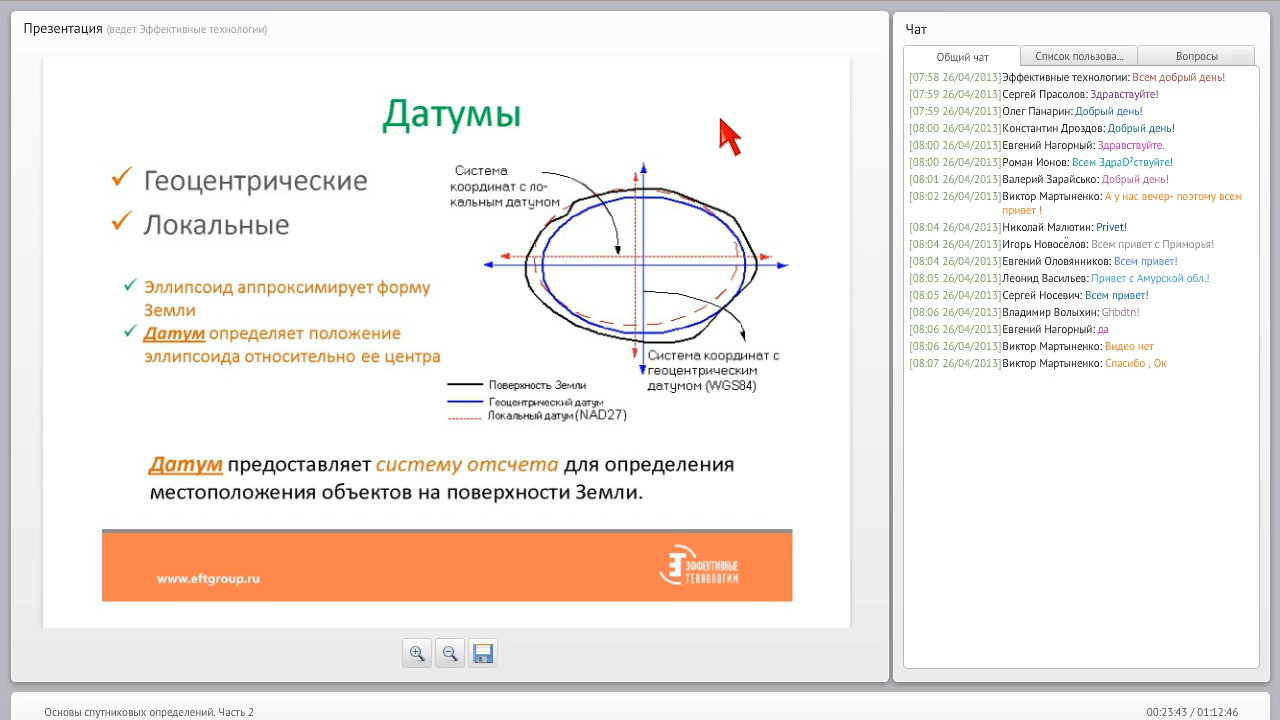 Презентация (ведет Эффективные технологии)
Датумы
Геоцентрические
Локальные
Эллипсоид аппроксимирует форму
Земли
Датум определяет положение
эллипсоида относительно ее центра
Система
координат с ло-
кальным датумом
Система координат с
геоцентрическим
датумом (WGS84)
Поверхность Земли
Геоцентрический датум
Локальный датум (NAD27)
Датум предоставляет систему отсчета для определения
местоположения объектов на поверхности Земли.
www.eftgroup.ru
ЭФФЕКТИВНЫЕ
ТЕХНОЛОГИИ
Чат
Общий чат
Список пользова...
Вопросы
[07:58 26/04/2013]Эффективные технологии: Всем добрый день!
[07:59 26/04/2013]Сергей Прасолов: Здравствуйте!
[07:59 26/04/2013]Олег Панарин: Добрый день!
[08:00 26/04/2013]Константин Дроздов: Добрый день!
[08:00 26/04/2013]Евгений Нагорный: Здравствуйте.
[08:00 26/04/2013]Роман Ионов: Всем ЗдраÐ²ствуйте!
[08:01 26/04/2013]Валерий Зарайсько: Добрый день!
[08:02 26/04/2013]Виктор Мартыненко: А у нас вечер- поэтому всем
привет !
[08:04 26/04/2013]Николай Малютин: Privet!
[08:04 26/04/2013]Игорь Новосёлов: Всем привет с Приморья!
[08:04 26/04/2013]Евгений Оловянников: Всем привет!
[08:05 26/04/2013]Леонид Васильев: Привет с Амурской обл.!
[08:05 26/04/2013]Сергей Носевич: Всем привет!
[08:06 26/04/2013]Владимир Волыхин: Ghbdtn!
[08:06 26/04/2013]Евгений Нагорный: да
[08:06 26/04/2013]Виктор Мартыненко: Видео нет
[08:07 26/04/2013]Виктор Мартыненко: Спасибо , Ок
Основы спутниковых определений. Часть 2
00:23:43 / 01:12:46